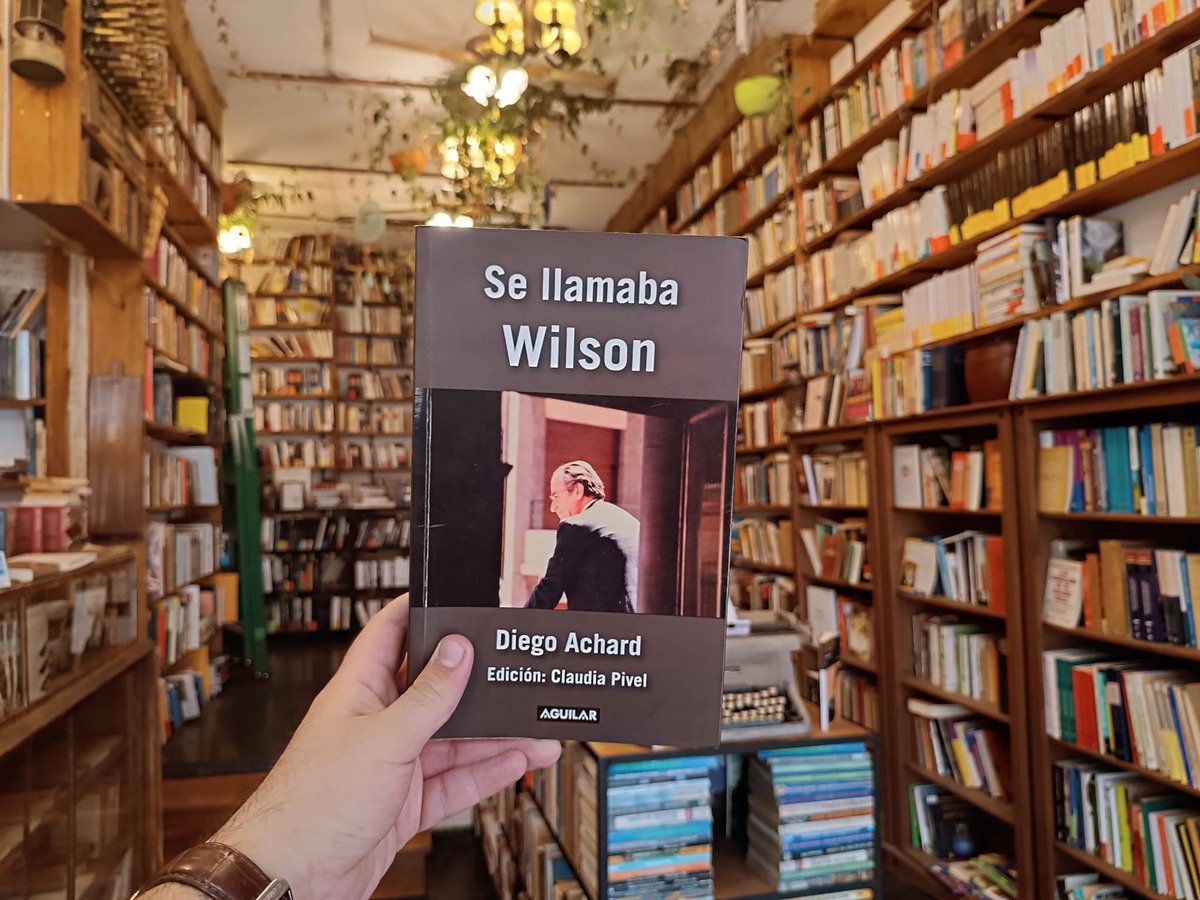 Se llamaba
Wilson
Diego Achard
Edición: Claudia Pivel
AGUILAR